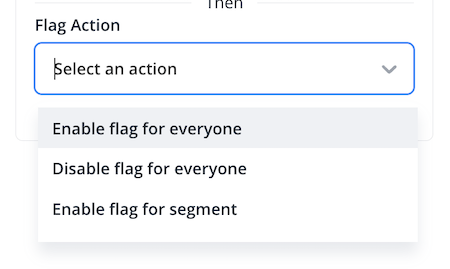 Then
Flag Action
Select an action
Enable flag for everyone
Disable flag for everyone
Enable flag for segment